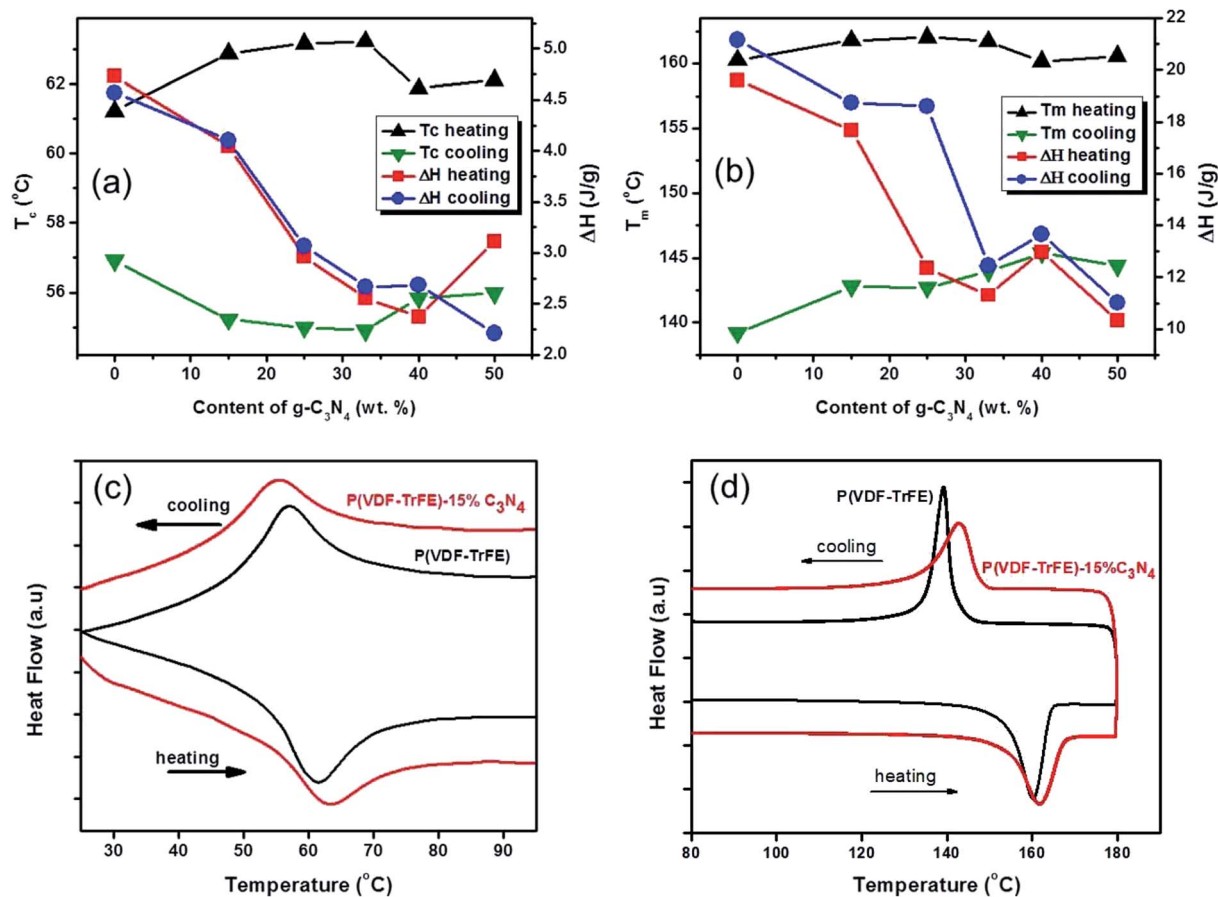 (a)
T_c (°C)
62
60
58
56
5.0
4.5
4.0
3.5
3.0
2.5
2.0
ΔH (J/g)
Tc heating
Tc cooling
ΔH heating
ΔH cooling
0 10 20 30 40 50
Content of g-C₃N₄ (wt. %)
(b)
T_m (°C)
160
155
150
145
140
22
20
18
16
14
12
10
ΔH (J/g)
Tm heating
Tm cooling
ΔH heating
ΔH cooling
0 10 20 30 40 50
Content of g-C₃N₄ (wt. %)
(c)
Heat Flow (a.u)
cooling
P(VDF-TrFE)-15% C₃N₄
P(VDF-TrFE)
heating
30 40 50 60 70 80 90
Temperature (°C)
(d)
Heat Flow (a.u)
P(VDF-TrFE)
cooling
P(VDF-TrFE)-15%C₃N₄
heating
80 100 120 140 160 180
Temperature (°C)